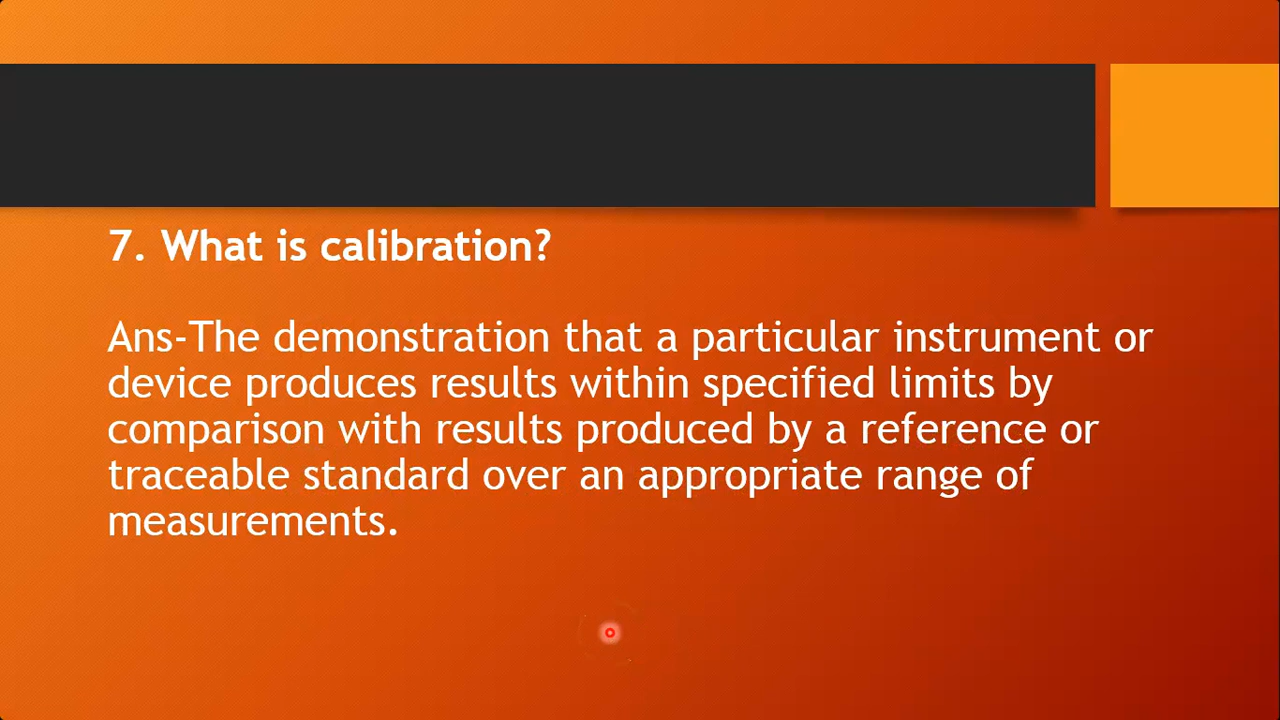 7. What is calibration?
Ans-The demonstration that a particular instrument or
device produces results within specified limits by
comparison with results produced by a reference or
traceable standard over an appropriate range of
measurements.